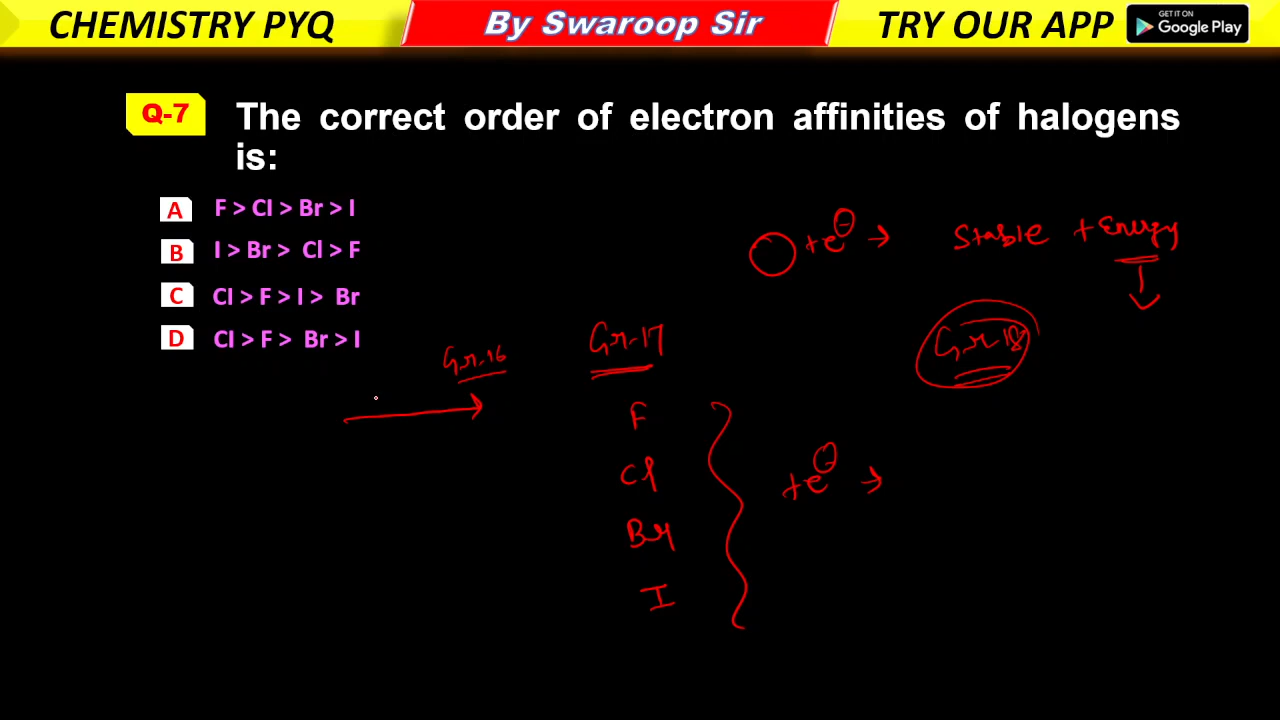 CHEMISTRY PYQ
By Swaroop Sir
TRY OUR APP
GET IT ON
Google Play
Q-7
The correct order of electron affinities of halogens
is:
A F > Cl > Br > I
B I > Br > Cl > F
C Cl > F > I > Br
D Cl > F > Br > I
+ e⊖ → Stable + Energy
Gr.16
Gr.17
Gr.18
F
Cl
Br
I
+ e⊖ →